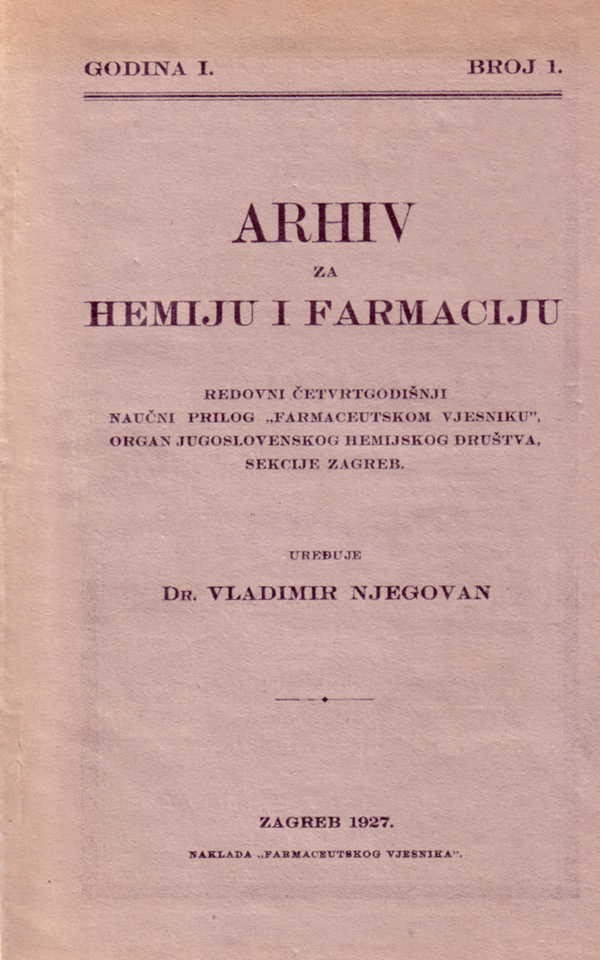 GODINA I.
BROJ 1.
ARHIV
ZA
HEMIJU I FARMACIJU
REDOVNI ČETVRTGODIŠNJI
NAUČNI PRILOG „FARMACEUTSKOM VJESNIKU",
ORGAN JUGOSLOVENSKOG HEMIJSKOG DRUŠTVA,
SEKCIJE ZAGREB.
UREĐUJE
DR. VLADIMIR NJEGOVAN
ZAGREB 1927.
NAKLADA „FARMACEUTSKOG VJESNIKA".